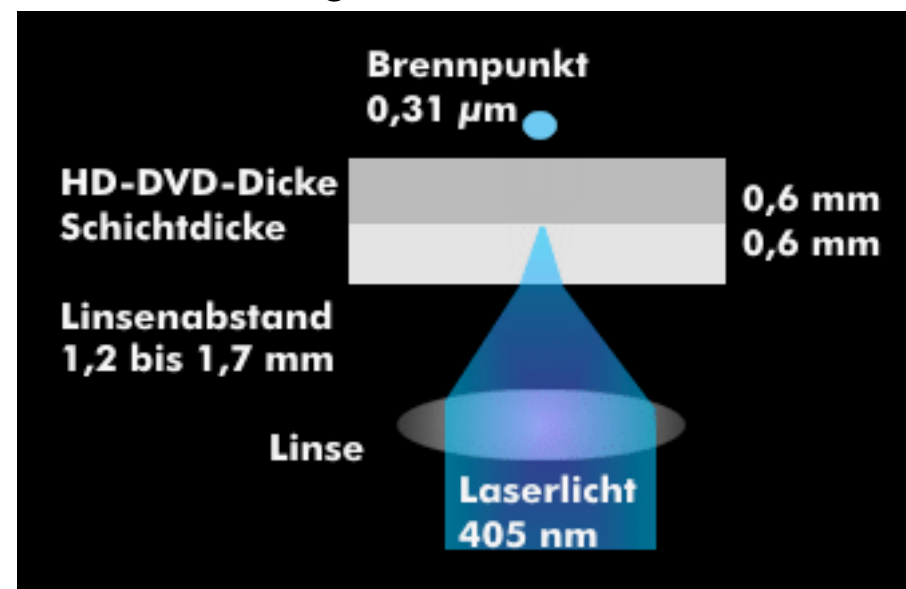 Brennpunkt
0,31 µm
HD-DVD-Dicke
Schichtdicke
0,6 mm
0,6 mm
Linsenabstand
1,2 bis 1,7 mm
Linse
Laserlicht
405 nm